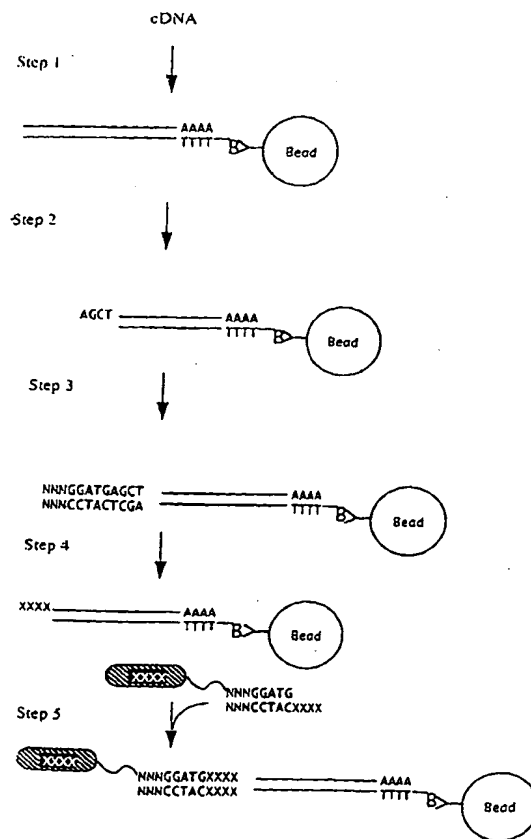 cDNA
Step 1
AAAA
TTTT
B
Bead
Step 2
AGCT
AAAA
TTTT
B
Bead
Step 3
NNNGGATGAGCT
NNNCCTACTCGA
AAAA
TTTT
B
Bead
Step 4
XXXX
AAAA
TTTT
B
Bead
XXXX
NNNGGATG
NNNCCTACXXXX
Step 5
XXXX
NNNGGATGXXXX
NNNCCTACXXXX
AAAA
TTTT
B
Bead